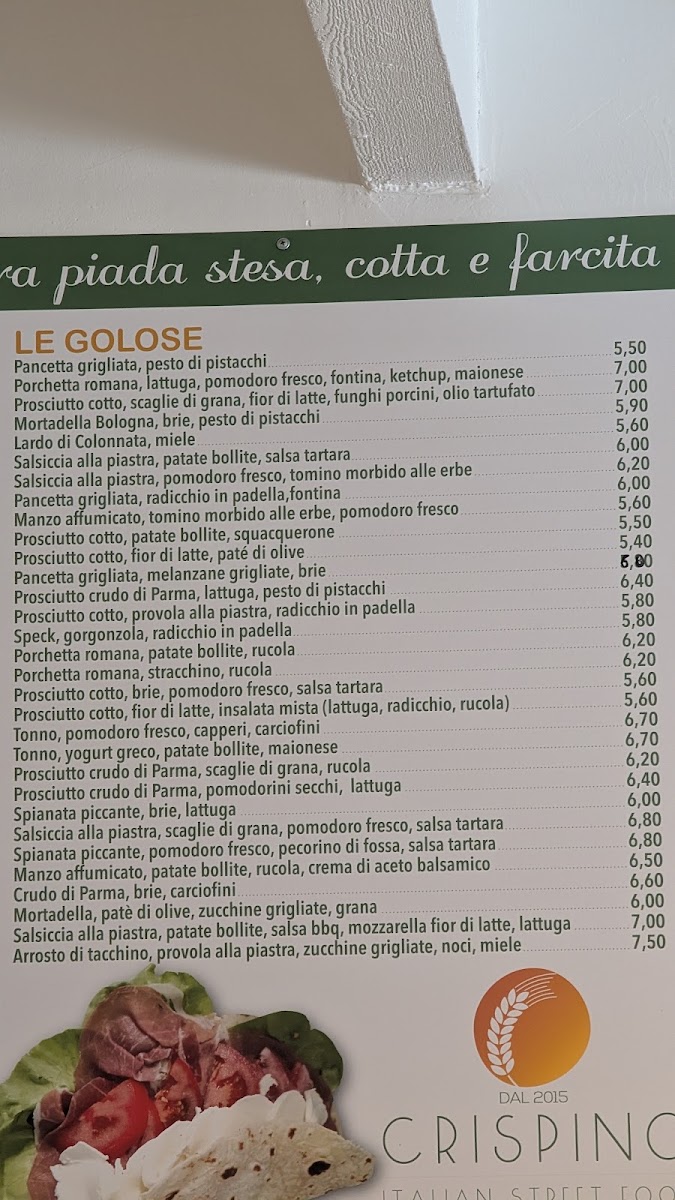 piada stesa, cotta e farcita
LE GOLOSE
Pancetta grigliata, pesto di pistacchi 5,50
Porchetta romana, lattuga, pomodoro fresco, fontina, ketchup, maionese 7,00
Prosciutto cotto, scaglie di grana, fior di latte, funghi porcini, olio tartufato 7,00
Mortadella Bologna, brie, pesto di pistacchi 5,90
Lardo di Colonnata, miele 5,60
Salsiccia alla piastra, patate bollite, salsa tartara 6,00
Salsiccia alla piastra, pomodoro fresco, tomino morbido alle erbe 6,20
Pancetta grigliata, radicchio in padella,fontina 6,00
Manzo affumicato, tomino morbido alle erbe, pomodoro fresco 5,60
Prosciutto cotto, patate bollite, squacquerone 5,50
Prosciutto cotto, fior di latte, paté di olive 5,40
Pancetta grigliata, melanzane grigliate, brie
Prosciutto crudo di Parma, lattuga, pesto di pistacchi 6,40
Prosciutto cotto, provola alla piastra, radicchio in padella 5,80
Speck, gorgonzola, radicchio in padella 5,80
Porchetta romana, patate bollite, rucola 6,20
Porchetta romana, stracchino, rucola 6,20
Prosciutto cotto, brie, pomodoro fresco, salsa tartara 5,60
Prosciutto cotto, fior di latte, insalata mista (lattuga, radicchio, rucola) 5,60
Tonno, pomodoro fresco, capperi, carciofini 6,70
Tonno, yogurt greco, patate bollite, maionese 6,70
Prosciutto crudo di Parma, scaglie di grana, rucola 6,20
Prosciutto crudo di Parma, pomodorini secchi, lattuga 6,40
Spianata piccante, brie, lattuga 6,00
Salsiccia alla piastra, scaglie di grana, pomodoro fresco, salsa tartara 6,80
Spianata piccante, pomodoro fresco, pecorino di fossa, salsa tartara 6,80
Manzo affumicato, patate bollite, rucola, crema di aceto balsamico 6,50
Crudo di Parma, brie, carciofini 6,60
Mortadella, patè di olive, zucchine grigliate, grana 6,00
Salsiccia alla piastra, patate bollite, salsa bbq, mozzarella fior di latte, lattuga 7,00
Arrosto di tacchino, provola alla piastra, zucchine grigliate, noci, miele 7,50
DAL 2015
CRISPINO
ITALIAN STREET FOO